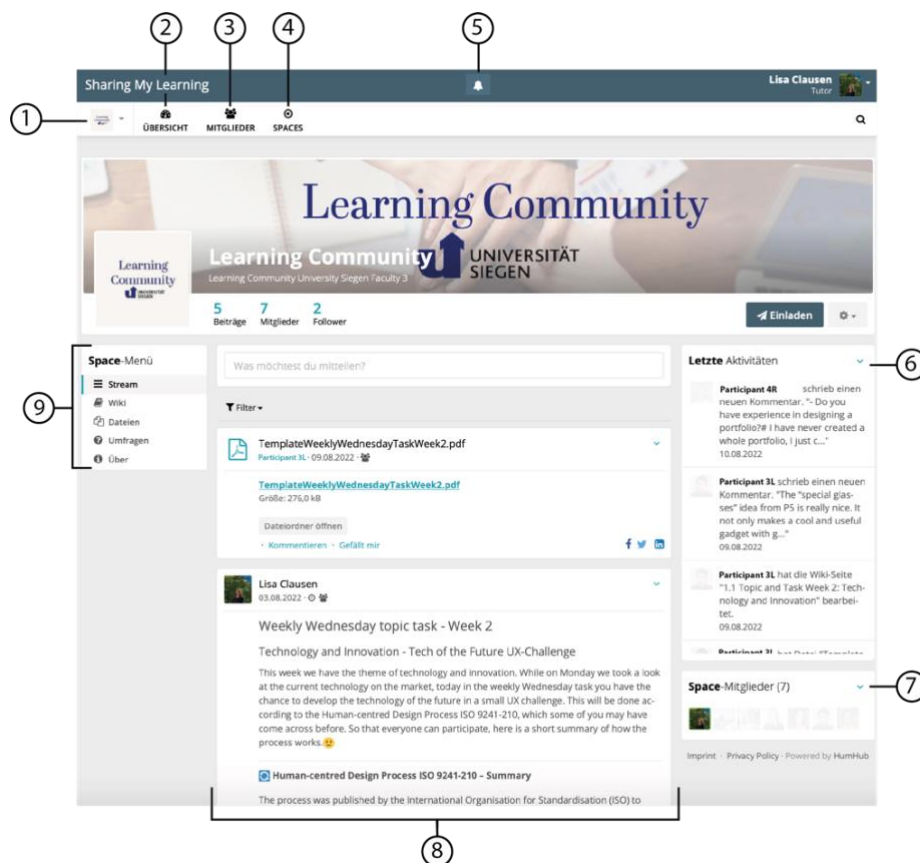 2
3
4
5
Sharing My Learning
Lisa Clausen
Tutor
1
ÜBERSICHT
MITGLIEDER
SPACES
Learning Community
UNIVERSITÄT
SIEGEN
Learning
Community
Learning Community
Learning Community University Siegen Faculty 3
5
Beiträge
7
Mitglieder
2
Follower
Einladen
9
Space-Menü
Stream
Wiki
Dateien
Umfragen
Über
Was möchtest du mitteilen?
Filter
TemplateWeeklyWednesdayTaskWeek2.pdf
Participant 3L · 09.08.2022 ·
TemplateWeeklyWednesdayTaskWeek2.pdf
Größe: 276,0 kB
Dateiordner öffnen
· Kommentieren · Gefällt mir
Lisa Clausen
03.08.2022 ·
Weekly Wednesday topic task - Week 2
Technology and Innovation - Tech of the Future UX-Challenge
This week we have the theme of technology and innovation. While on Monday we took a look
at the current technology on the market, today in the weekly Wednesday task you have the
chance to develop the technology of the future in a small UX challenge. This will be done ac-
cording to the Human-centred Design Process ISO 9241-210, which some of you may have
come across before. So that everyone can participate, here is a short summary of how the
process works.
Human-centred Design Process ISO 9241-210 – Summary
The process was published by the International Organisation for Standardisation (ISO) to
8
Letzte Aktivitäten
6
Participant 4R schrieb einen
neuen Kommentar. "- Do you
have experience in designing a
portfolio?# I have never created a
whole portfolio, I just c..."
10.08.2022
Participant 3L schrieb einen neuen
Kommentar. "The "special glas-
ses" idea from P5 is really nice. It
not only makes a cool and useful
gadget with g..."
09.08.2022
Participant 3L hat die Wiki-Seite
"1.1 Topic and Task Week 2: Tech-
nology and Innovation" bearbei-
tet.
09.08.2022
Participant 3L hat Datei "Template
Space-Mitglieder (7)
7
Imprint · Privacy Policy · Powered by HumHub